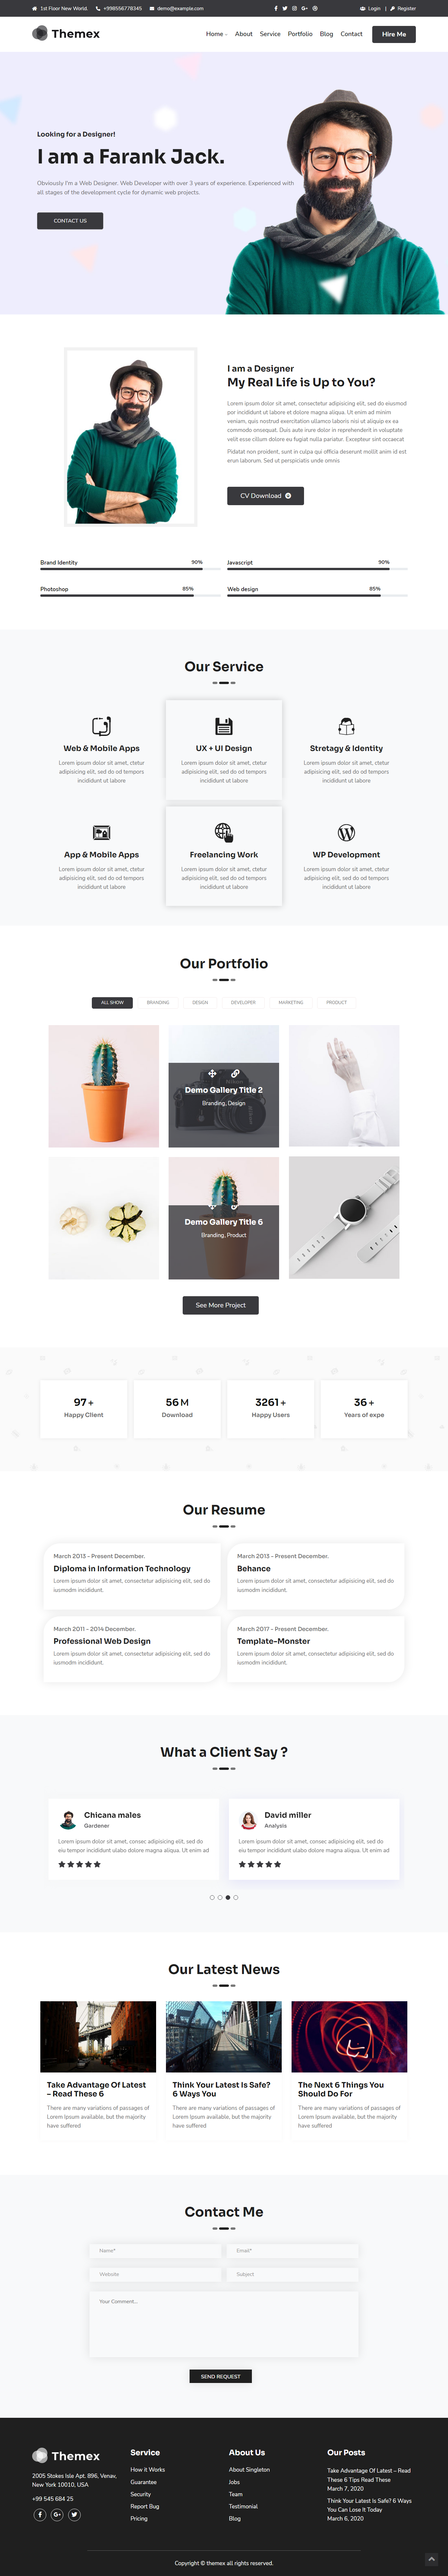 1st Floor New World.
+998556778345
demo@example.com
Login | Register
Themex
Home About Service Portfolio Blog Contact
Hire Me
Looking for a Designer!
I am a Farank Jack.
Obviously I'm a Web Designer. Web Developer with over 3 years of experience. Experienced with
all stages of the development cycle for dynamic web projects.
CONTACT US
I am a Designer
My Real Life is Up to You?
Lorem ipsum dolor sit amet, consectetur adipisicing elit, sed do eiusmod
por incididunt ut labore et dolore magna aliqua. Ut enim ad minim
veniam, quis nostrud exercitation ullamco laboris nisi ut aliquip ex ea
commodo onsequat. Duis aute irure dolor in reprehenderit in voluptate
velit esse cillum dolore eu fugiat nulla pariatur. Excepteur sint occaecat
Pidatat non proident, sunt in culpa qui officia deserunt mollit anim id est
erun laborum. Sed ut perspiciatis unde omnis
CV Download
Brand Identity 90%
Javascript 90%
Photoshop 85%
Web design 85%
Our Service
Web & Mobile Apps
Lorem ipsum dolor sit amet, ctetur
adipisicing elit, sed do od tempors
incididunt ut labore
UX + UI Design
Lorem ipsum dolor sit amet, ctetur
adipisicing elit, sed do od tempors
incididunt ut labore
Stretagy & Identity
Lorem ipsum dolor sit amet, ctetur
adipisicing elit, sed do od tempors
incididunt ut labore
App & Mobile Apps
Lorem ipsum dolor sit amet, ctetur
adipisicing elit, sed do od tempors
incididunt ut labore
Freelancing Work
Lorem ipsum dolor sit amet, ctetur
adipisicing elit, sed do od tempors
incididunt ut labore
WP Development
Lorem ipsum dolor sit amet, ctetur
adipisicing elit, sed do od tempors
incididunt ut labore
Our Portfolio
ALL SHOW BRANDING DESIGN DEVELOPER MARKETING PRODUCT
Demo Gallery Title 2
Branding, Design
Demo Gallery Title 6
Branding, Product
See More Project
97 +
Happy Client
56 M
Download
3261 +
Happy Users
36 +
Years of expe
Our Resume
March 2013 - Present December.
Diploma in Information Technology
Lorem ipsum dolor sit amet, consectetur adipisicing elit, sed do
iusmodm incididunt.
March 2013 - Present December.
Behance
Lorem ipsum dolor sit amet, consectetur adipisicing elit, sed do
iusmodm incididunt.
March 2011 - 2014 December.
Professional Web Design
Lorem ipsum dolor sit amet, consectetur adipisicing elit, sed do
iusmodm incididunt.
March 2017 - Present December.
Template-Monster
Lorem ipsum dolor sit amet, consectetur adipisicing elit, sed do
iusmodm incididunt.
What a Client Say ?
Chicana males
Gardener
Lorem ipsum dolor sit amet, consec adipisicing elit, sed do
eiu tempor incididunt ulabo dolore magna aliqua. Ut enim ad
David miller
Analysis
Lorem ipsum dolor sit amet, consec adipisicing elit, sed do
eiu tempor incididunt ulabo dolore magna aliqua. Ut enim ad
Our Latest News
Take Advantage Of Latest
– Read These 6
There are many variations of passages of
Lorem Ipsum available, but the majority
have suffered
Think Your Latest Is Safe?
6 Ways You
There are many variations of passages of
Lorem Ipsum available, but the majority
have suffered
The Next 6 Things You
Should Do For
There are many variations of passages of
Lorem Ipsum available, but the majority
have suffered
Contact Me
Name*
Email*
Website
Subject
Your Comment...
SEND REQUEST
Themex
2005 Stokes Isle Apt. 896, Venav,
New York 10010, USA
+99 545 684 25
Service
How it Works
Guarantee
Security
Report Bug
Pricing
About Us
About Singleton
Jobs
Team
Testimonial
Blog
Our Posts
Take Advantage Of Latest – Read
These 6 Tips Read These
March 7, 2020
Think Your Latest Is Safe? 6 Ways
You Can Lose It Today
March 6, 2020
Copyright © themex all rights reserved.